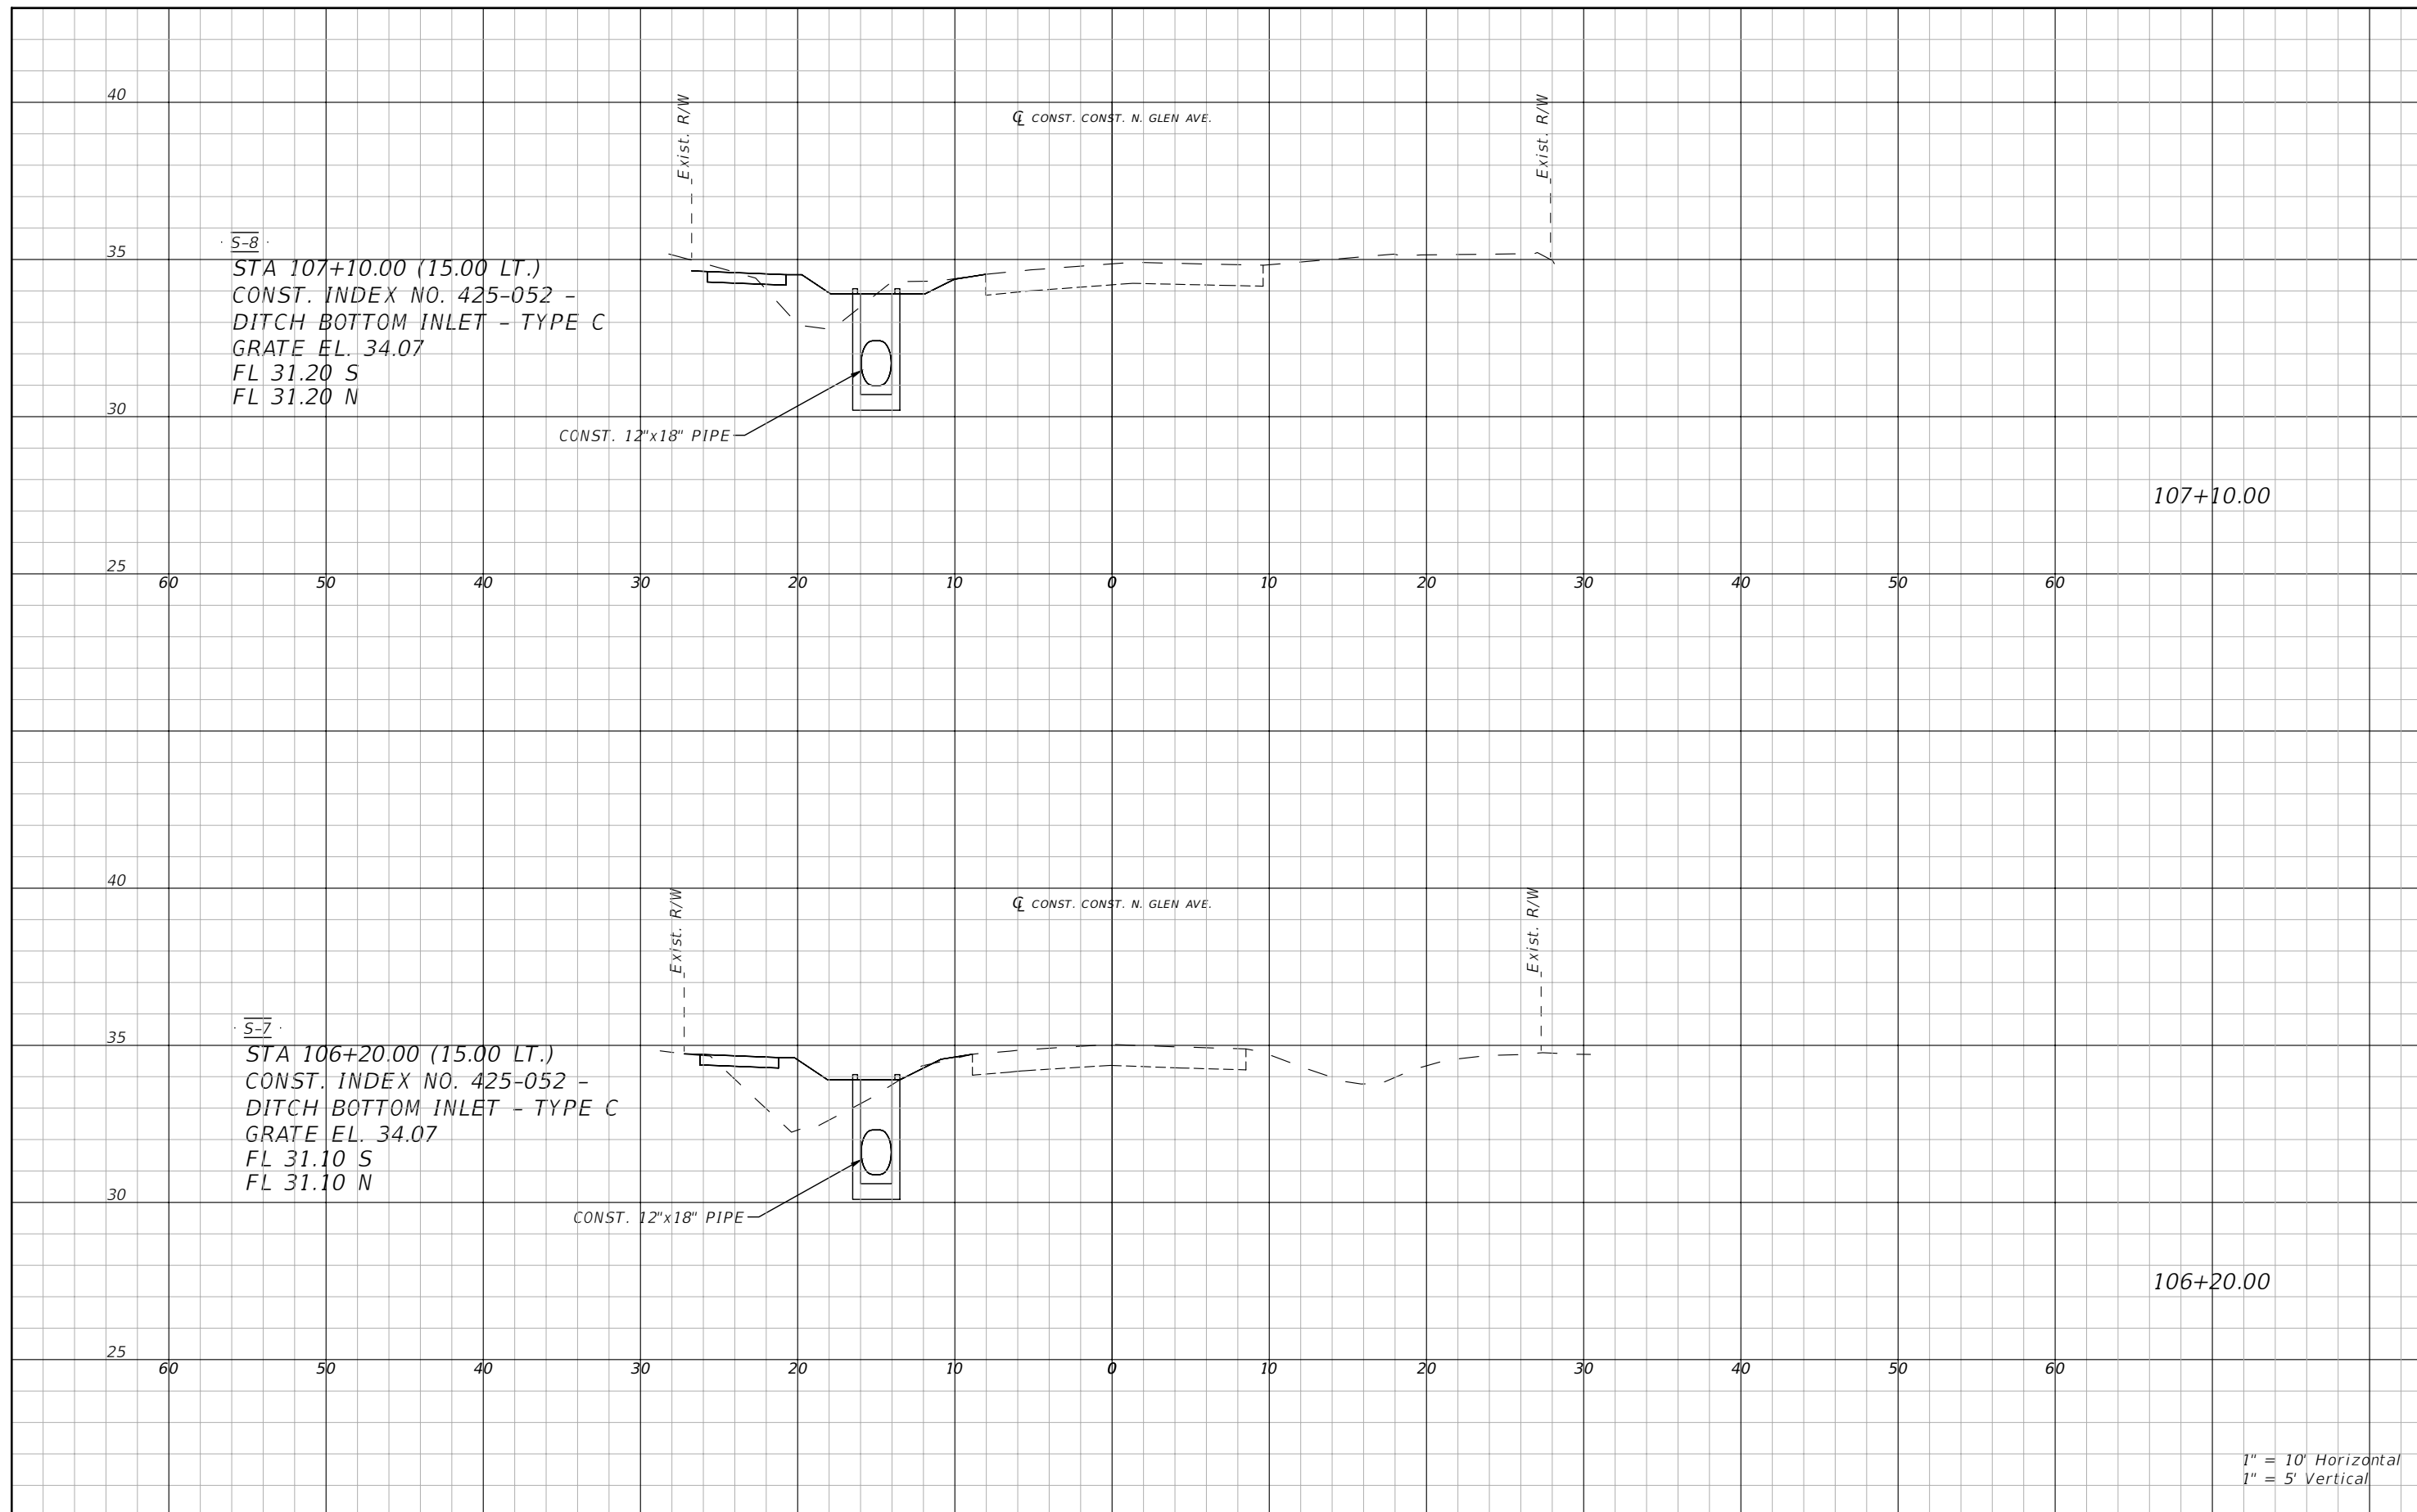 40
Exist. R/W
℄ CONST. CONST. N. GLEN AVE.
Exist. R/W
35
S-8
STA 107+10.00 (15.00 LT.)
CONST. INDEX NO. 425-052 -
DITCH BOTTOM INLET - TYPE C
GRATE EL. 34.07
FL 31.20 S
FL 31.20 N
30
CONST. 12"x18" PIPE
107+10.00
25
60 50 40 30 20 10 0 10 20 30 40 50 60
40
Exist. R/W
℄ CONST. CONST. N. GLEN AVE.
Exist. R/W
35
S-7
STA 106+20.00 (15.00 LT.)
CONST. INDEX NO. 425-052 -
DITCH BOTTOM INLET - TYPE C
GRATE EL. 34.07
FL 31.10 S
FL 31.10 N
30
CONST. 12"x18" PIPE
106+20.00
25
60 50 40 30 20 10 0 10 20 30 40 50 60
1" = 10' Horizontal
1" = 5' Vertical